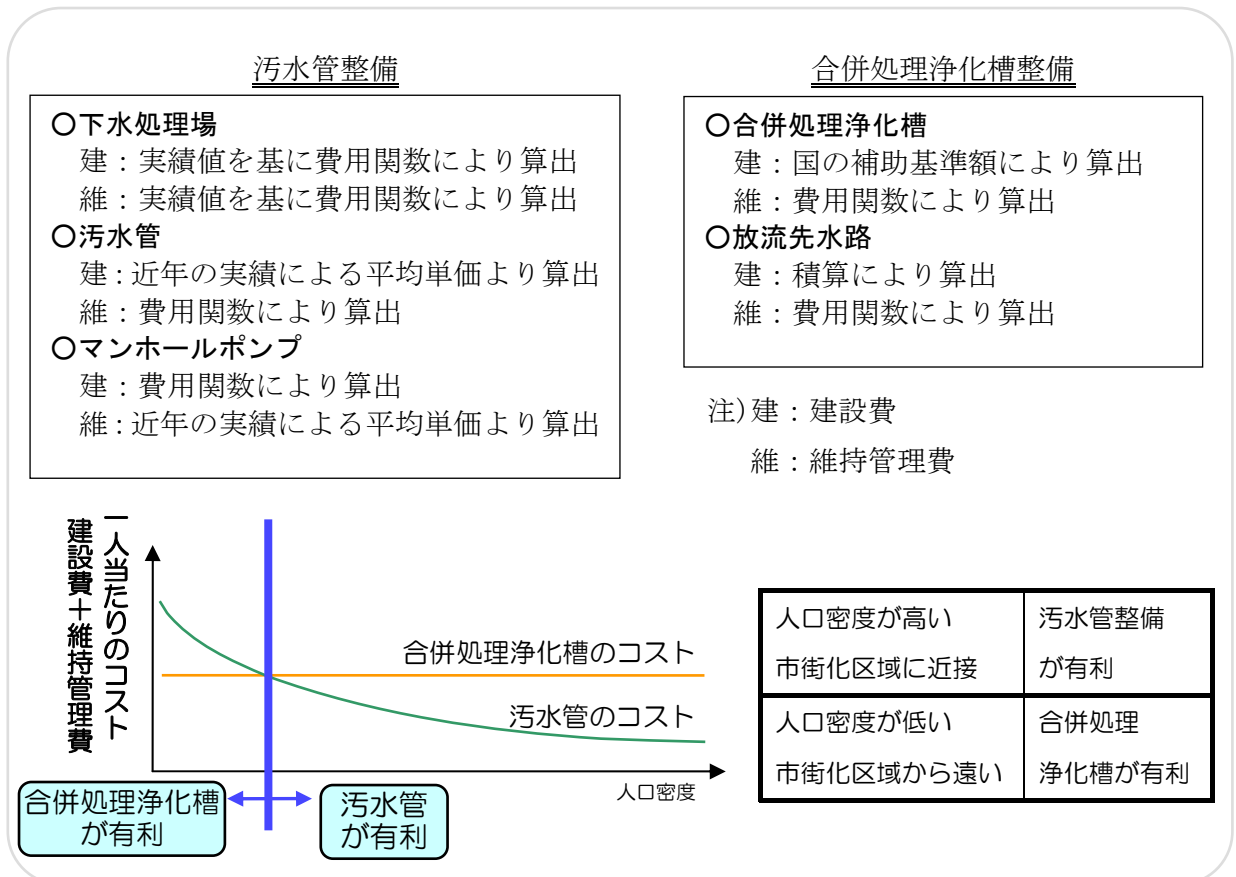 汚水管整備
○下水処理場
建：実績値を基に費用関数により算出
維：実績値を基に費用関数により算出
○汚水管
建：近年の実績による平均単価より算出
維：費用関数により算出
○マンホールポンプ
建：費用関数により算出
維：近年の実績による平均単価より算出
合併処理浄化槽整備
○合併処理浄化槽
建：国の補助基準額により算出
維：費用関数により算出
○放流先水路
建：積算により算出
維：費用関数により算出
注）建：建設費
維：維持管理費
一人当たりのコスト
建設費＋維持管理費
合併処理浄化槽のコスト
汚水管のコスト
人口密度
合併処理浄化槽
が有利
汚水管
が有利
人口密度が高い
市街化区域に近接
汚水管整備
が有利
人口密度が低い
市街化区域から遠い
合併処理
浄化槽が有利